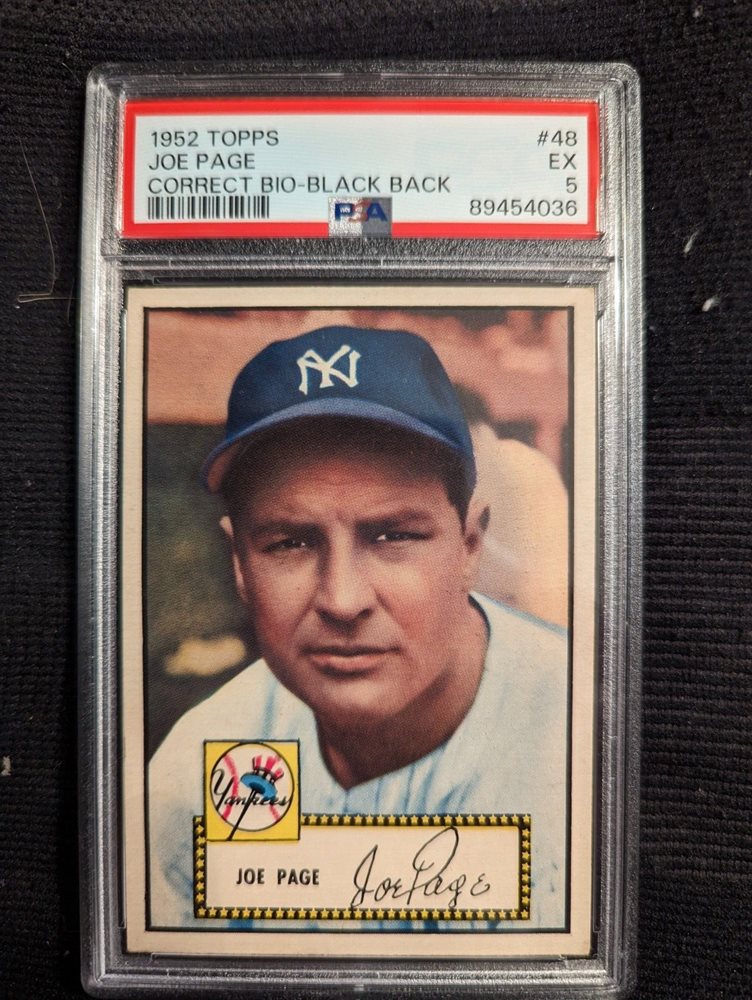 1952 TOPPS #48
JOE PAGE EX
CORRECT BIO-BLACK BACK 5
PSA 89454036
NY
Yankees
JOE PAGE Joe Page